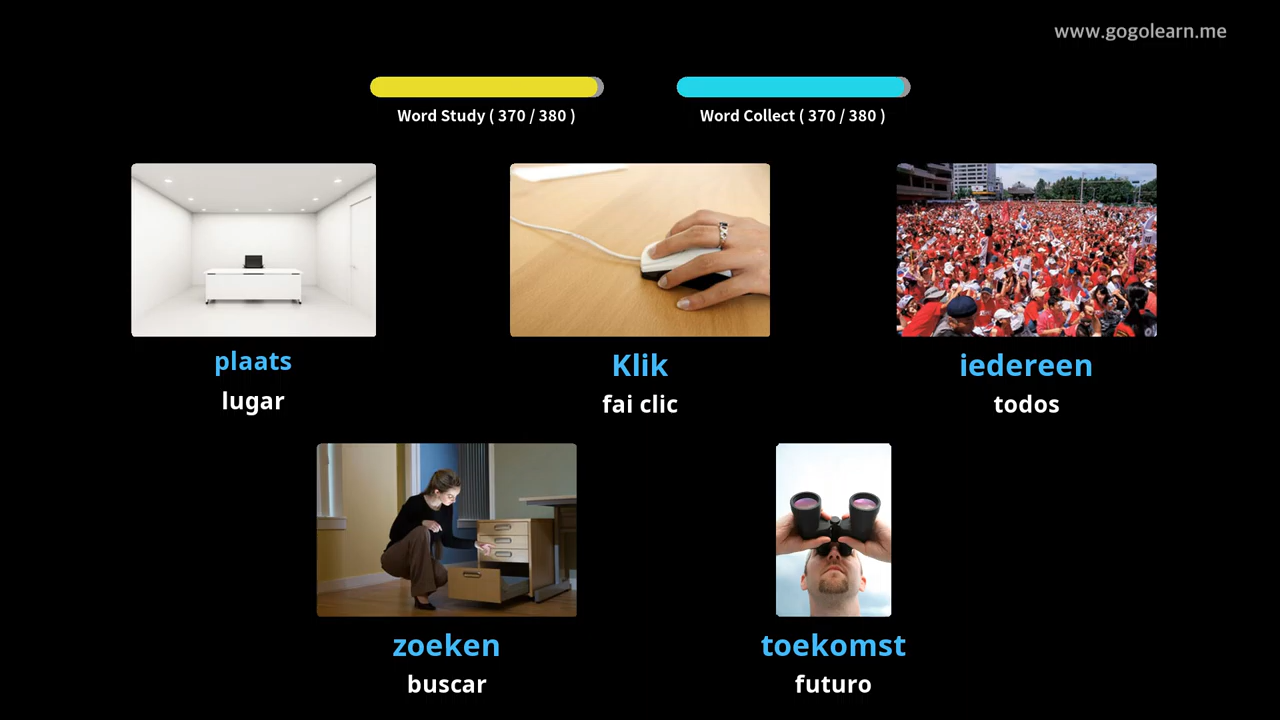 www.gogolearn.me
Word Study ( 370 / 380 )
Word Collect ( 370 / 380 )
plaats
lugar
Klik
fai clic
iedereen
todos
zoeken
buscar
toekomst
futuro